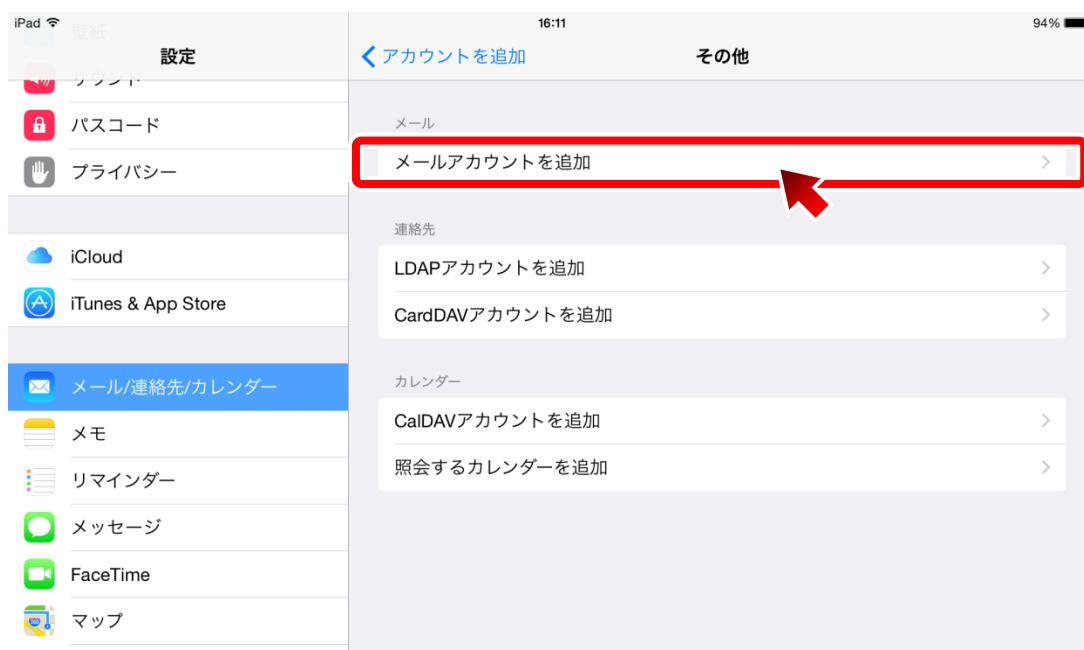 iPad 16:11 94%
壁紙
設定
アカウントを追加 その他
サウンド
パスコード
プライバシー
iCloud
iTunes & App Store
メール/連絡先/カレンダー
メモ
リマインダー
メッセージ
FaceTime
マップ
メール
メールアカウントを追加
連絡先
LDAPアカウントを追加
CardDAVアカウントを追加
カレンダー
CalDAVアカウントを追加
照会するカレンダーを追加